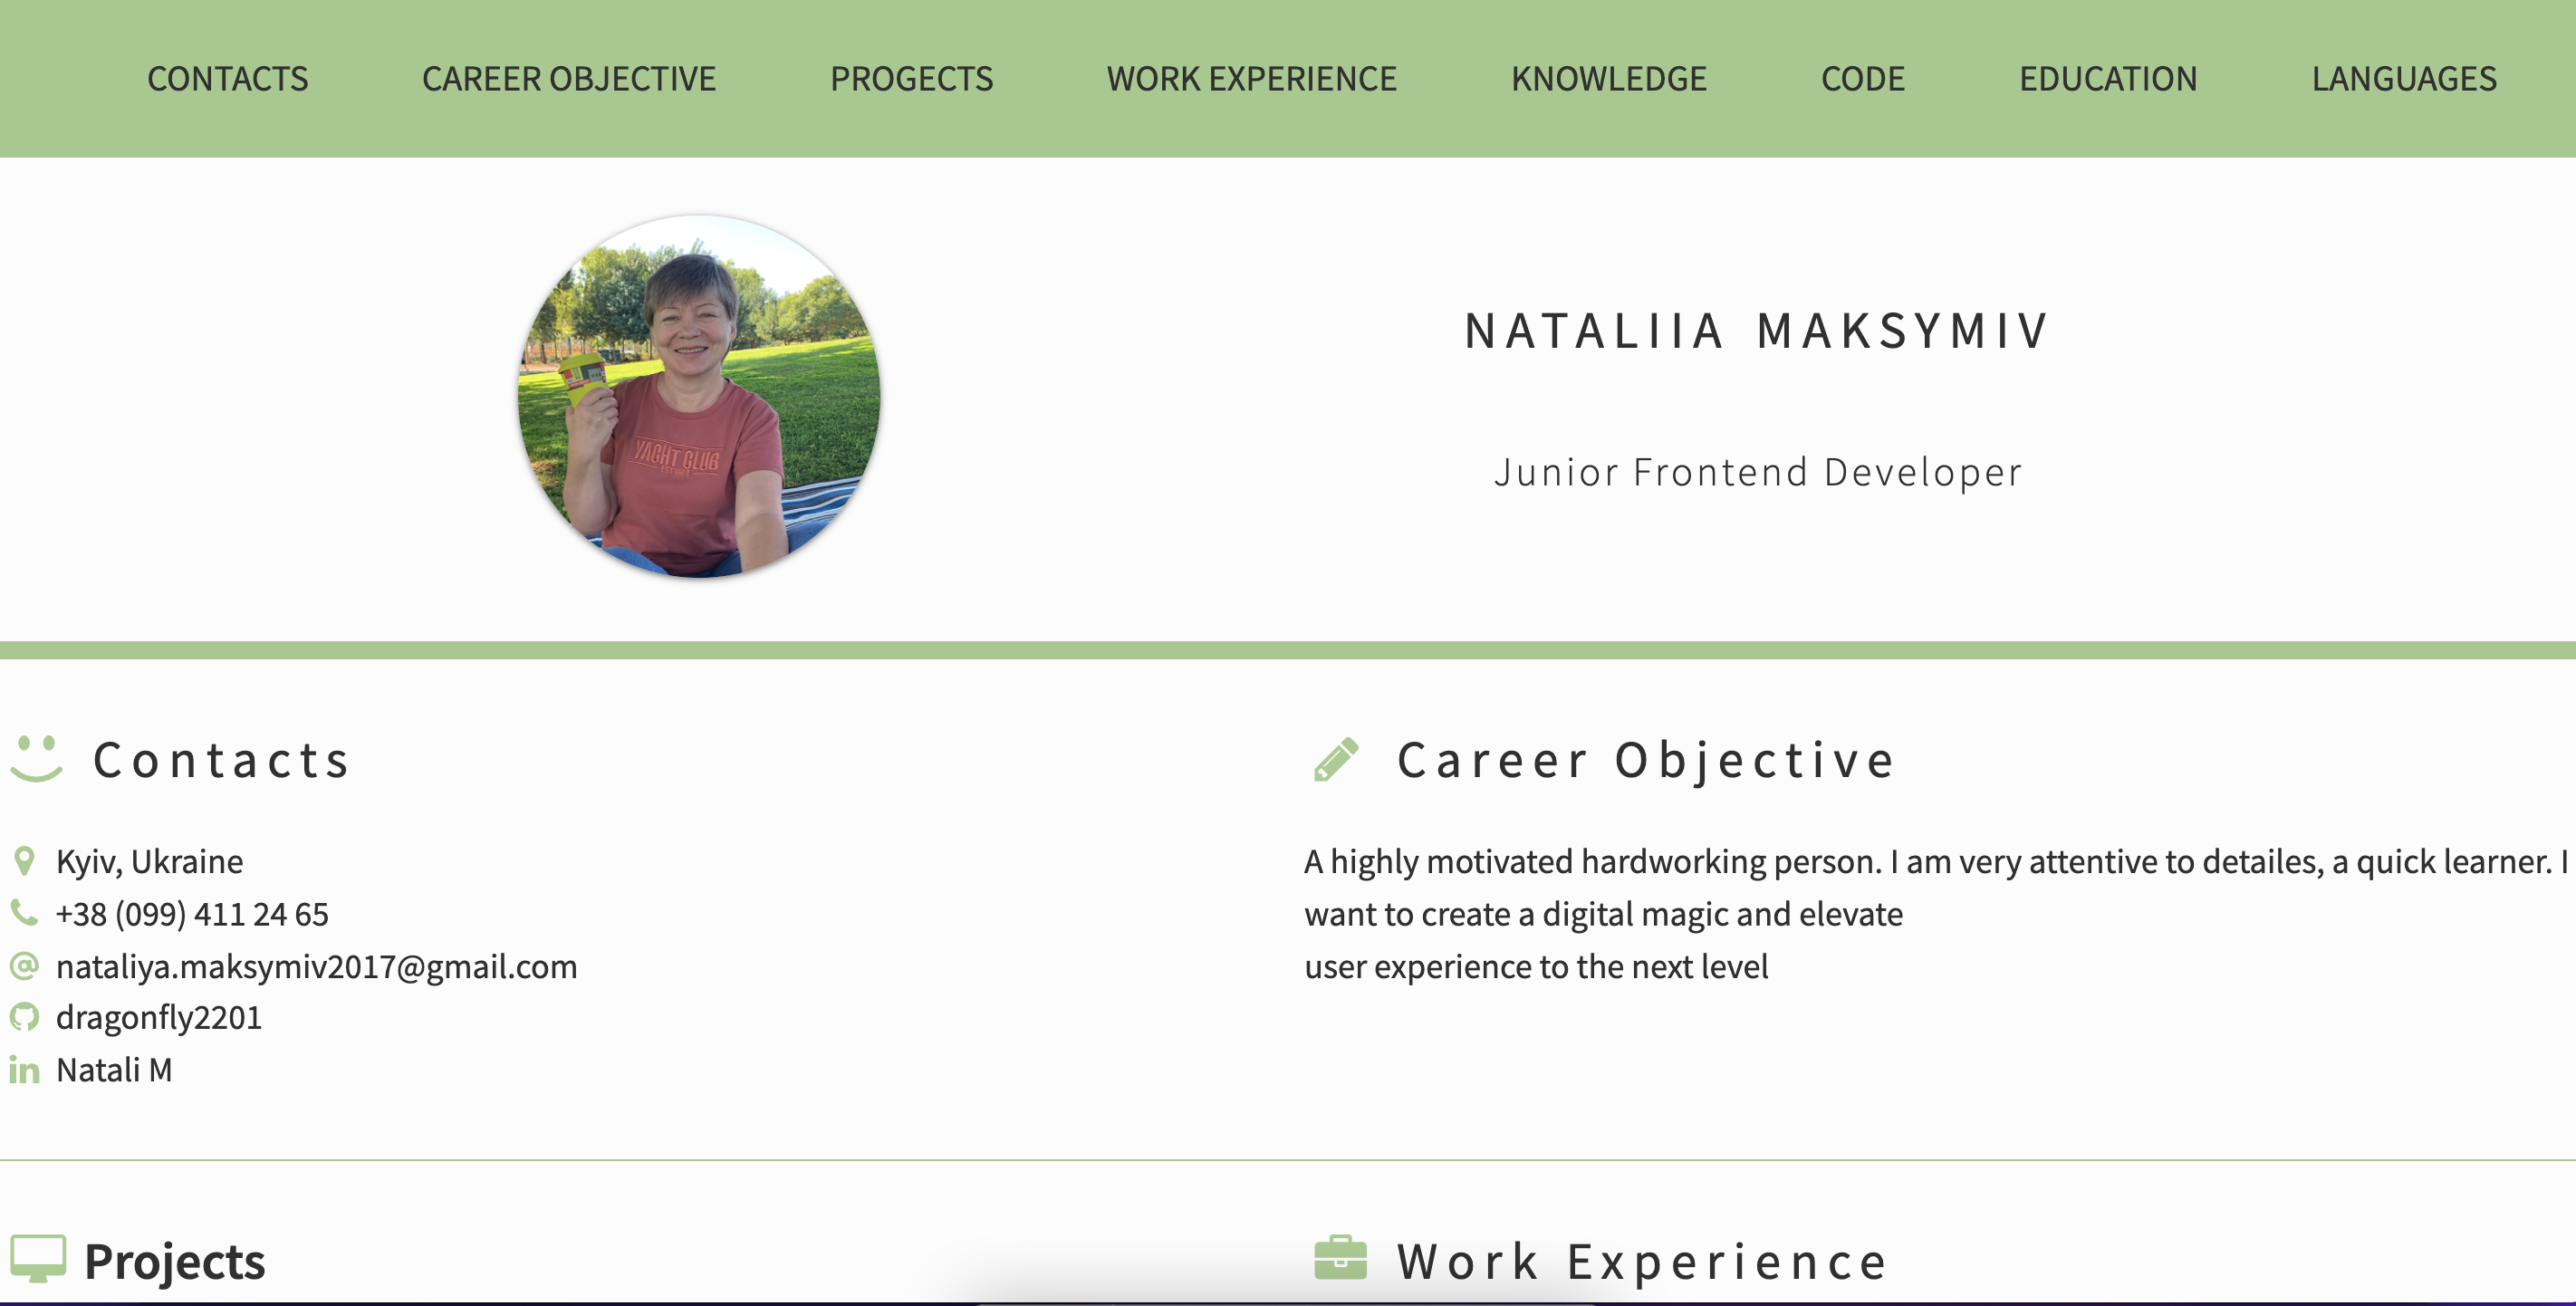 CONTACTS CAREER OBJECTIVE PROGECTS WORK EXPERIENCE KNOWLEDGE CODE EDUCATION LANGUAGES
YACHT CLUB
NATALIIA MAKSYMIV
Junior Frontend Developer
Contacts
Kyiv, Ukraine
+38 (099) 411 24 65
@ nataliya.maksymiv2017@gmail.com
dragonfly2201
in Natali M
Career Objective
A highly motivated hardworking person. I am very attentive to detailes, a quick learner. I
want to create a digital magic and elevate
user experience to the next level
Projects
Work Experience